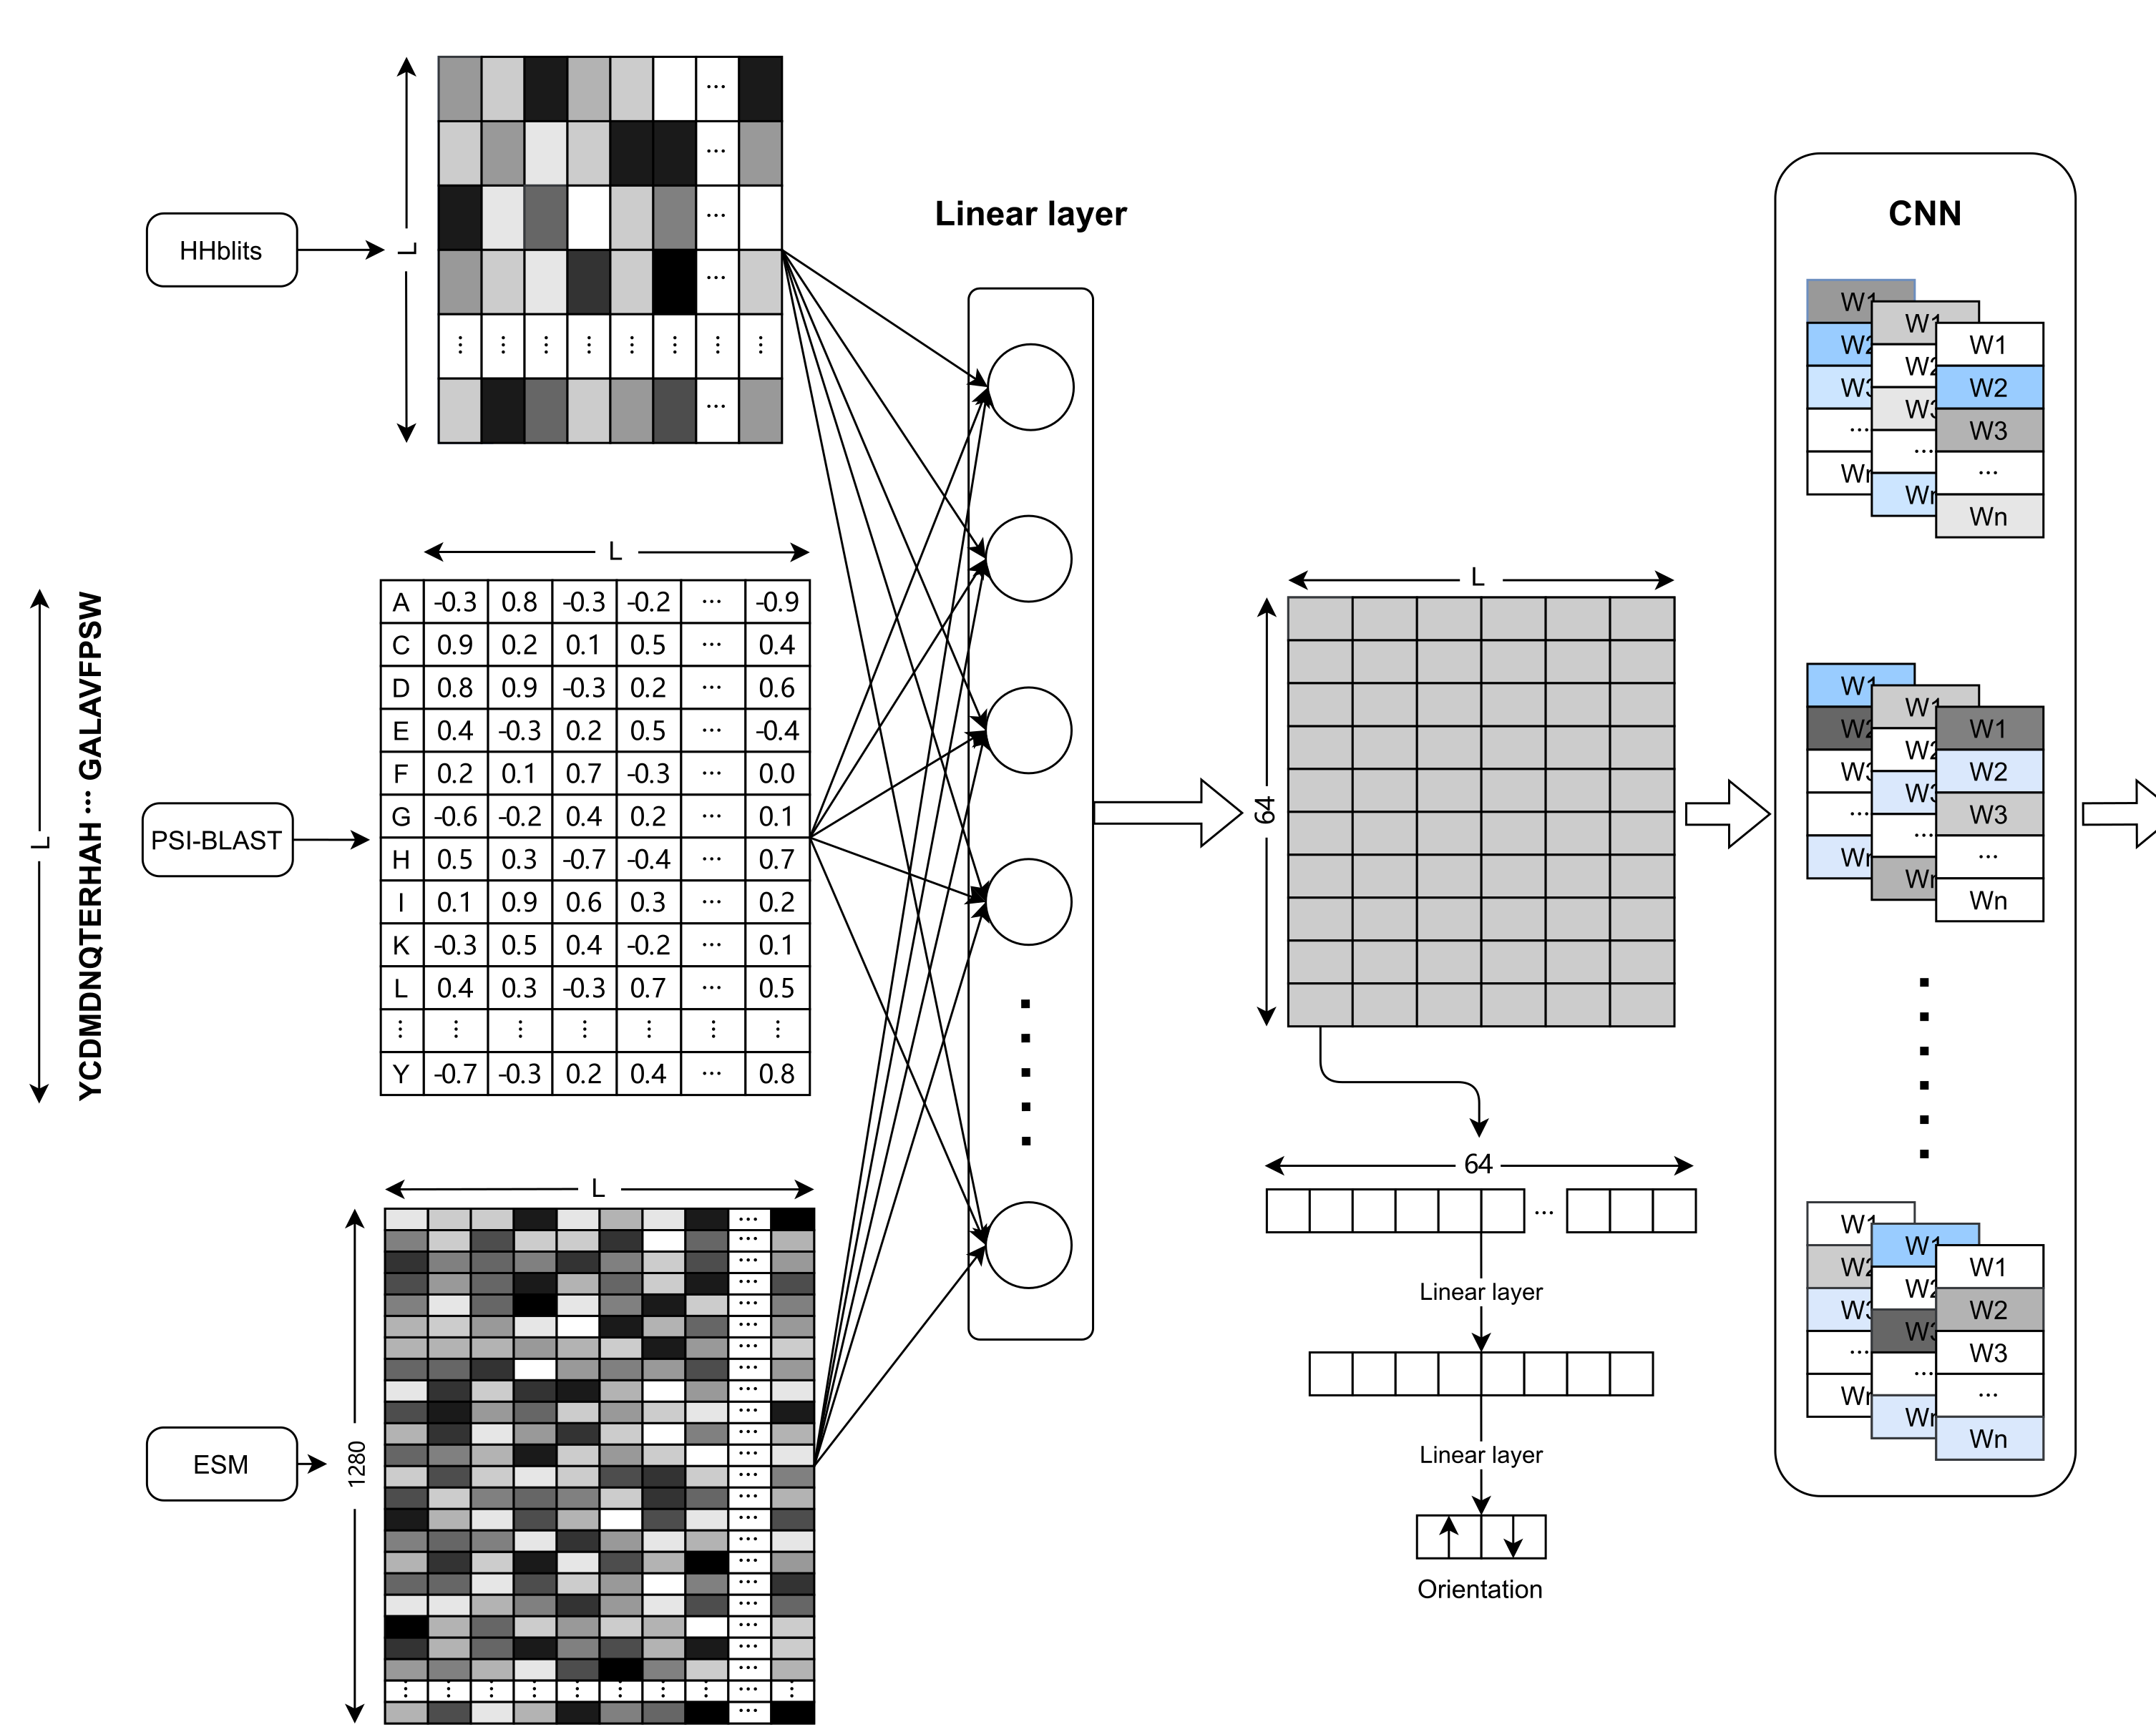 L
YCDMDNQTERHAH ... GALAVFPSW
HHblits
PSI-BLAST
ESM
L
...
...
...
...
⋮ ⋮ ⋮ ⋮ ⋮ ⋮ ⋮ ⋮
...
L
A -0.3 0.8 -0.3 -0.2 ... -0.9
C 0.9 0.2 0.1 0.5 ... 0.4
D 0.8 0.9 -0.3 0.2 ... 0.6
E 0.4 -0.3 0.2 0.5 ... -0.4
F 0.2 0.1 0.7 -0.3 ... 0.0
G -0.6 -0.2 0.4 0.2 ... 0.1
H 0.5 0.3 -0.7 -0.4 ... 0.7
I 0.1 0.9 0.6 0.3 ... 0.2
K -0.3 0.5 0.4 -0.2 ... 0.1
L 0.4 0.3 -0.3 0.7 ... 0.5
⋮ ⋮ ⋮ ⋮ ⋮ ⋮ ⋮
Y -0.7 -0.3 0.2 0.4 ... 0.8
L
1280
Linear layer
L
64
64
...
Linear layer
Linear layer
Orientation
CNN
W1
W2
W3
...
W1
W2
W3
...
W1
W2
W3
...
Wn
W1
W2
W3
...
W1
W2
W3
...
W1
W2
W3
...
Wn
W1
W2
W3
...
W1
W2
W3
...
W1
W2
W3
...
Wn